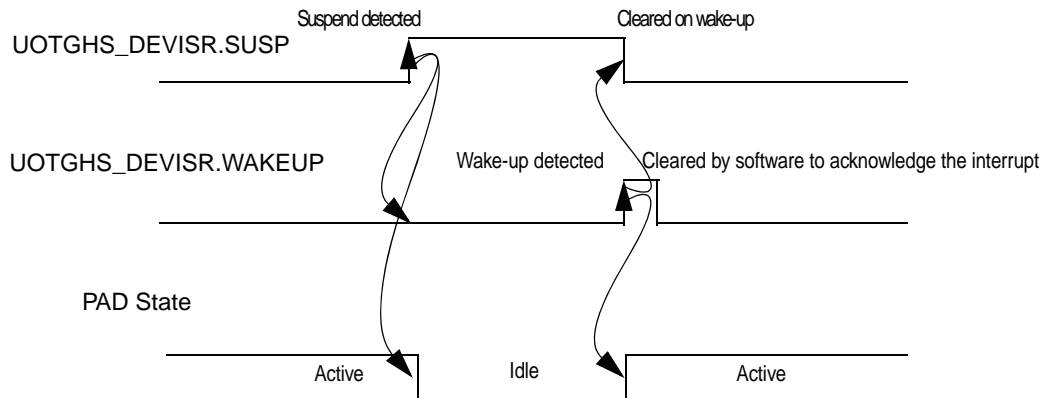 Suspend detected
Cleared on wake-up
UOTGHS_DEVISR.SUSP
UOTGHS_DEVISR.WAKEUP
Wake-up detected
Cleared by software to acknowledge the interrupt
PAD State
Active
Idle
Active